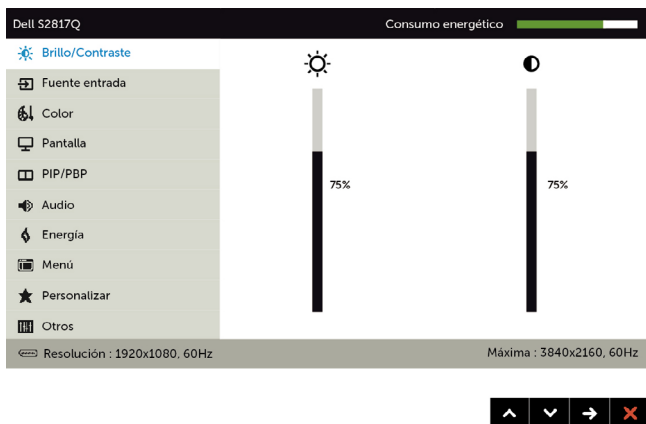 Dell S2817Q
Consumo energético
Brillo/Contraste
Fuente entrada
Color
Pantalla
PIP/PBP
75%
75%
Audio
Energía
Menú
Personalizar
Otros
Resolución : 1920x1080, 60Hz
Máxima : 3840x2160, 60Hz